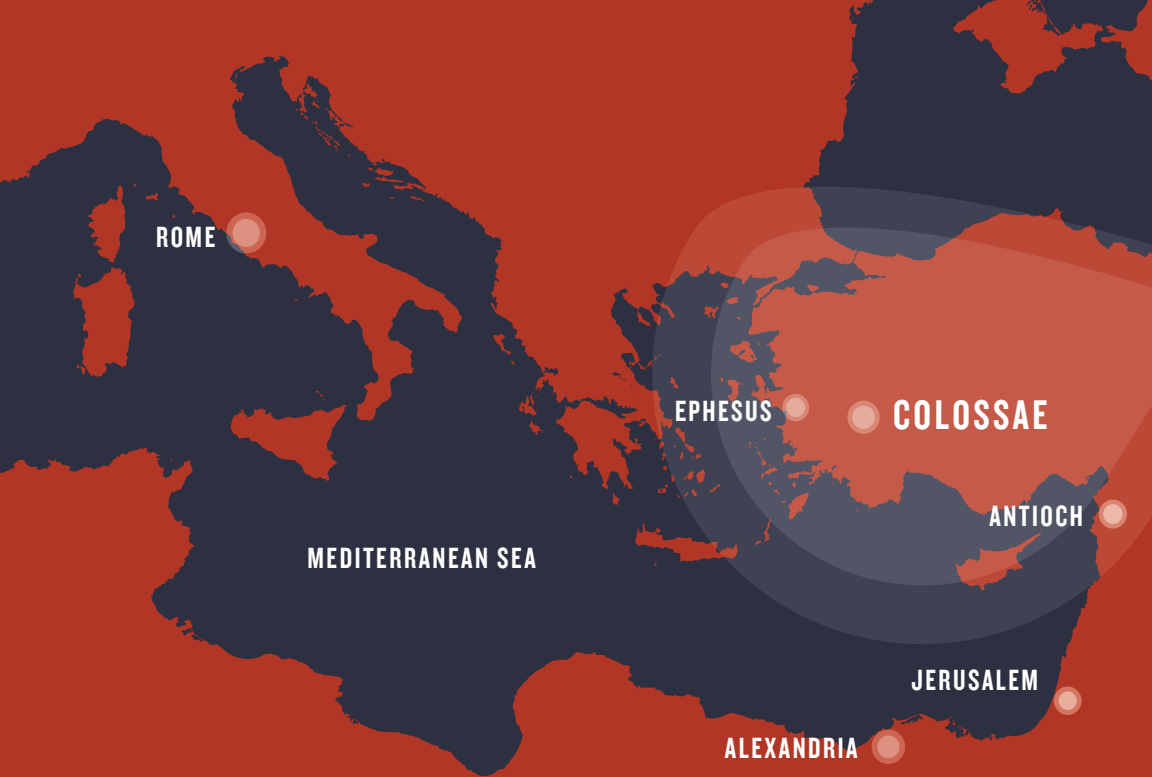 ROME
EPHESUS
COLOSSAE
ANTIOCH
MEDITERRANEAN SEA
JERUSALEM
ALEXANDRIA